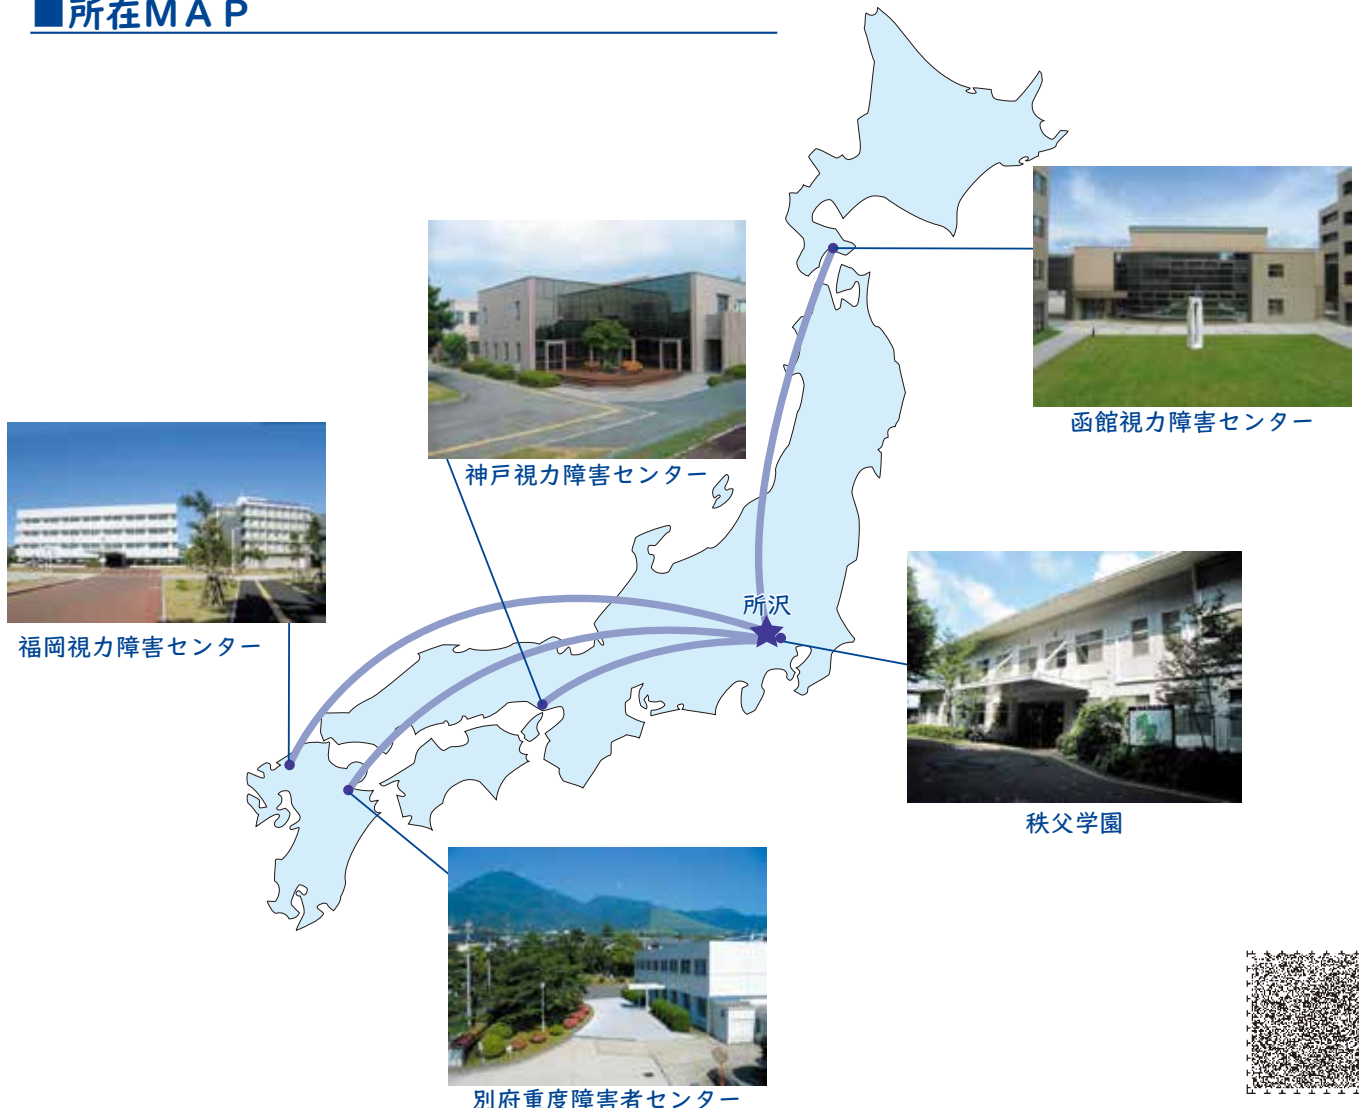 ■所在ＭＡＰ
函館視力障害センター
神戸視力障害センター
所沢
福岡視力障害センター
秩父学園
別府重度障害者センター